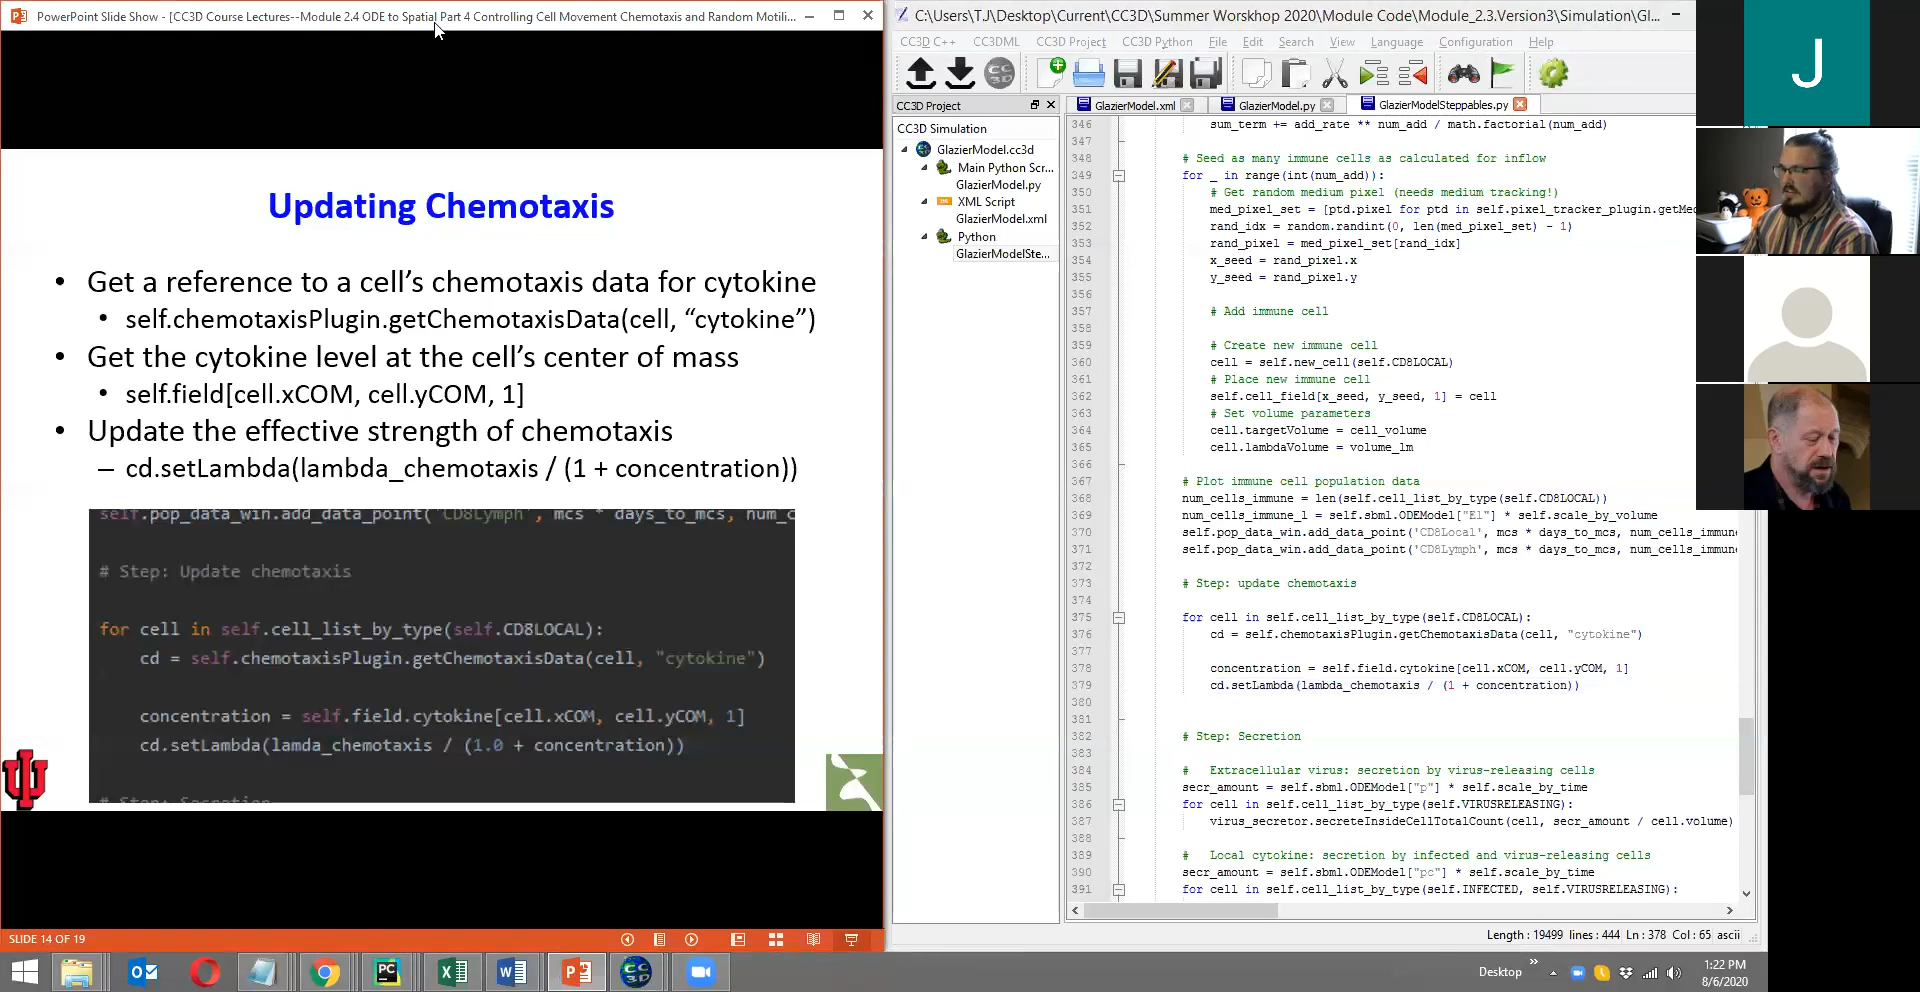 PowerPoint Slide Show - [CC3D Course Lectures--Module 2.4 ODE to Spatial Part 4 Controlling Cell Movement Chemotaxis and Random Motili...
Updating Chemotaxis
• Get a reference to a cell’s chemotaxis data for cytokine
• self.chemotaxisPlugin.getChemotaxisData(cell, “cytokine”)
• Get the cytokine level at the cell’s center of mass
• self.field[cell.xCOM, cell.yCOM, 1]
• Update the effective strength of chemotaxis
– cd.setLambda(lambda_chemotaxis / (1 + concentration))
self.pop_data_win.add_data_point('CD8Lymph', mcs * days_to_mcs, num_c
# Step: Update chemotaxis
for cell in self.cell_list_by_type(self.CD8LOCAL):
cd = self.chemotaxisPlugin.getChemotaxisData(cell, "cytokine")
concentration = self.field.cytokine[cell.xCOM, cell.yCOM, 1]
cd.setLambda(lamda_chemotaxis / (1.0 + concentration))
# Step: Secretion
SLIDE 14 OF 19
C:\Users\TJ\Desktop\Current\CC3D\Summer Worskhop 2020\Module Code\Module_2.3.Version3\Simulation\Gl...
CC3D C++ CC3DML CC3D Project CC3D Python File Edit Search View Language Configuration Help
CC3D Project
CC3D Simulation
GlazierModel.cc3d
Main Python Scr...
GlazierModel.py
XML Script
GlazierModel.xml
Python
GlazierModelSte...
GlazierModel.xml GlazierModel.py GlazierModelSteppables.py
346 sum_term += add_rate ** num_add / math.factorial(num_add)
347
348 # Seed as many immune cells as calculated for inflow
349 for _ in range(int(num_add)):
350 # Get random medium pixel (needs medium tracking!)
351 med_pixel_set = [ptd.pixel for ptd in self.pixel_tracker_plugin.getMed
352 rand_idx = random.randint(0, len(med_pixel_set) - 1)
353 rand_pixel = med_pixel_set[rand_idx]
354 x_seed = rand_pixel.x
355 y_seed = rand_pixel.y
356
357 # Add immune cell
358
359 # Create new immune cell
360 cell = self.new_cell(self.CD8LOCAL)
361 # Place new immune cell
362 self.cell_field[x_seed, y_seed, 1] = cell
363 # Set volume parameters
364 cell.targetVolume = cell_volume
365 cell.lambdaVolume = volume_lm
366
367 # Plot immune cell population data
368 num_cells_immune = len(self.cell_list_by_type(self.CD8LOCAL))
369 num_cells_immune_l = self.sbml.ODEModel["El"] * self.scale_by_volume
370 self.pop_data_win.add_data_point('CD8Local', mcs * days_to_mcs, num_cells_immun
371 self.pop_data_win.add_data_point('CD8Lymph', mcs * days_to_mcs, num_cells_immun
372
373 # Step: update chemotaxis
374
375 for cell in self.cell_list_by_type(self.CD8LOCAL):
376 cd = self.chemotaxisPlugin.getChemotaxisData(cell, "cytokine")
378 concentration = self.field.cytokine[cell.xCOM, cell.yCOM, 1]
379 cd.setLambda(lambda_chemotaxis / (1 + concentration))
380
381
382 # Step: Secretion
383
384 # Extracellular virus: secretion by virus-releasing cells
385 secr_amount = self.sbml.ODEModel["p"] * self.scale_by_time
386 for cell in self.cell_list_by_type(self.VIRUSRELEASING):
387 virus_secretor.secreteInsideCellTotalCount(cell, secr_amount / cell.volume)
388
389 # Local cytokine: secretion by infected and virus-releasing cells
390 secr_amount = self.sbml.ODEModel["pc"] * self.scale_by_time
391 for cell in self.cell_list_by_type(self.INFECTED, self.VIRUSRELEASING):
Length : 19499 lines : 444 Ln : 378 Col : 65 ascii
J
Desktop
1:22 PM
8/6/2020